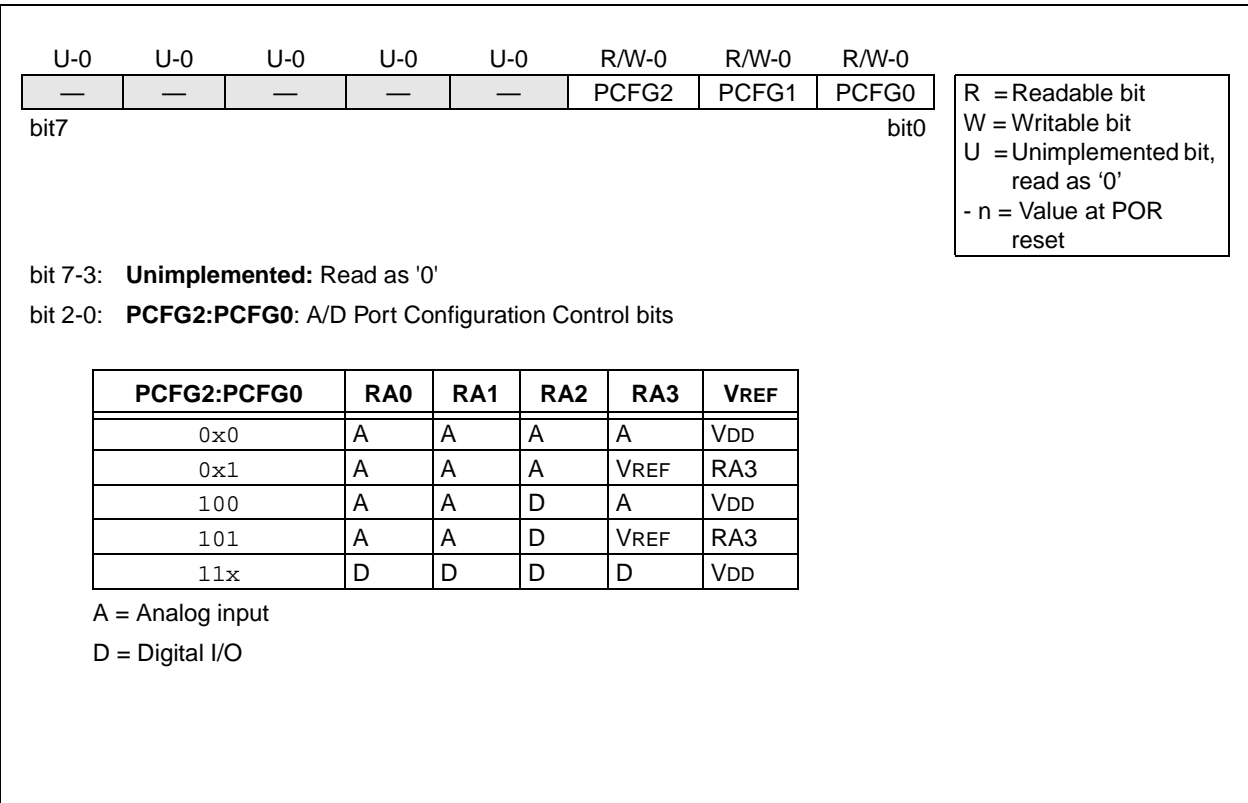 U-0 U-0 U-0 U-0 U-0 R/W-0 R/W-0 R/W-0
— — — — — PCFG2 PCFG1 PCFG0
bit7 bit0
R = Readable bit
W = Writable bit
U = Unimplemented bit,
read as ‘0’
- n = Value at POR
reset
bit 7-3: Unimplemented: Read as '0'
bit 2-0: PCFG2:PCFG0: A/D Port Configuration Control bits
PCFG2:PCFG0 RA0 RA1 RA2 RA3 VREF
0x0 A A A A VDD
0x1 A A A VREF RA3
100 A A D A VDD
101 A A D VREF RA3
11x D D D D VDD
A = Analog input
D = Digital I/O